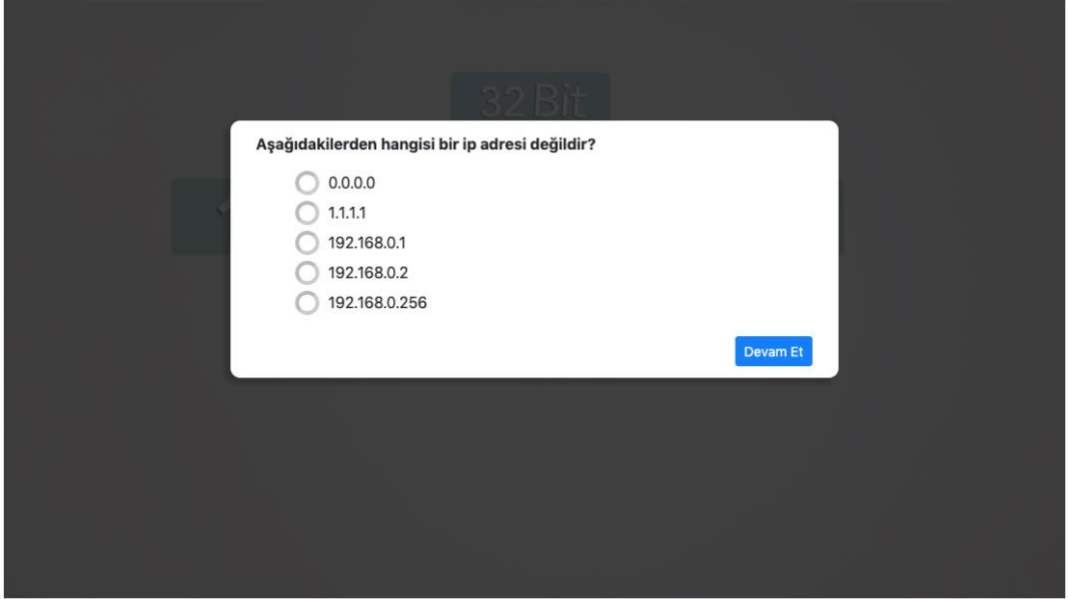 32 Bit
Aşağıdakilerden hangisi bir ip adresi değildir?
0.0.0.0
1.1.1.1
192.168.0.1
192.168.0.2
192.168.0.256
Devam Et